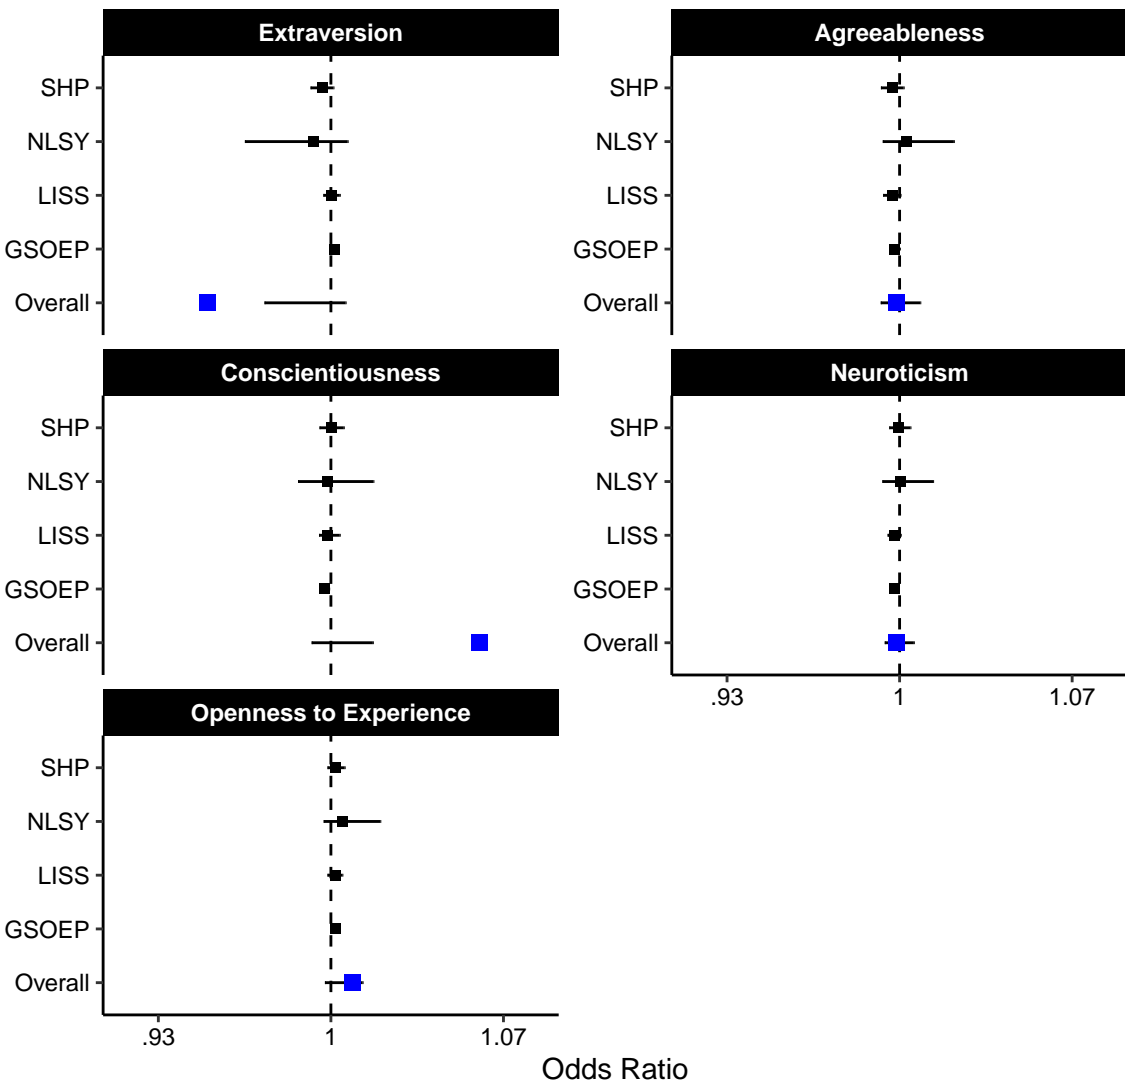 Extraversion
SHP
NLSY
LISS
GSOEP
Overall
Agreeableness
SHP
NLSY
LISS
GSOEP
Overall
Conscientiousness
SHP
NLSY
LISS
GSOEP
Overall
Neuroticism
SHP
NLSY
LISS
GSOEP
Overall
.93 1 1.07
Openness to Experience
SHP
NLSY
LISS
GSOEP
Overall
.93 1 1.07
Odds Ratio